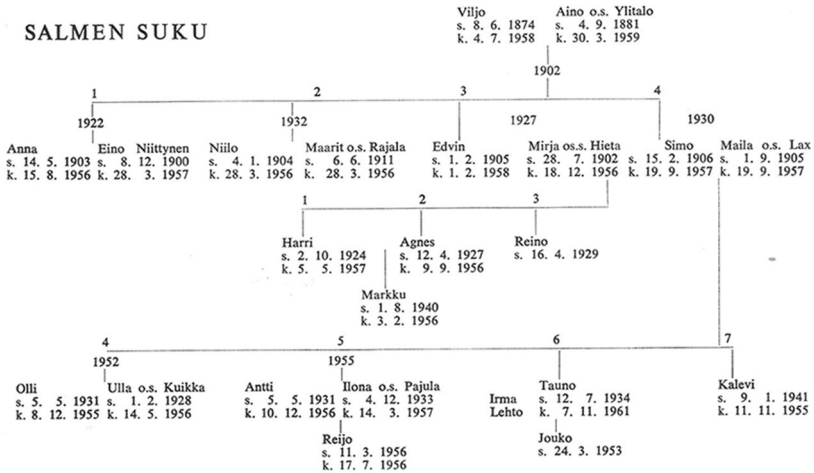 SALMEN SUKU
Viljo Aino o.s. Ylitalo
s. 8. 6. 1874 s. 4. 9. 1881
k. 4. 7. 1958 k. 30. 3. 1959
1902
1 2 3 4
1922 1932 1927 1930
Anna Eino Niittynen Niilo Maarit o.s. Rajala Edvin Mirja os.s. Hieta Simo Maila o.s. Lax
s. 14. 5. 1903 s. 8. 12. 1900 s. 4. 1. 1904 s. 6. 6. 1911 s. 1. 2. 1905 s. 28. 7. 1902 s. 15. 2. 1906 s. 1. 9. 1905
k. 15. 8. 1956 k. 28. 3. 1957 k. 28. 3. 1956 k. 28. 3. 1956 k. 1. 2. 1958 k. 18. 12. 1956 k. 19. 9. 1957 k. 19. 9. 1957
1 2 3
Harri Agnes Reino
s. 2. 10. 1924 s. 12. 4. 1927 s. 16. 4. 1929
k. 5. 5. 1957 k. 9. 9. 1956
Markku
s. 1. 8. 1940
k. 3. 2. 1956
4 5 6 7
1952 1955
Olli Ulla o.s. Kuikka Antti Ilona o.s. Pajula Tauno Kalevi
s. 5. 5. 1931 s. 1. 2. 1928 s. 5. 5. 1931 s. 4. 12. 1933 Irma s. 12. 7. 1934 s. 9. 1. 1941
k. 8. 12. 1955 k. 14. 5. 1956 k. 10. 12. 1956 k. 14. 3. 1957 Lehto k. 7. 11. 1961 k. 11. 11. 1955
Reijo Jouko
s. 11. 3. 1956 s. 24. 3. 1953
k. 17. 7. 1956